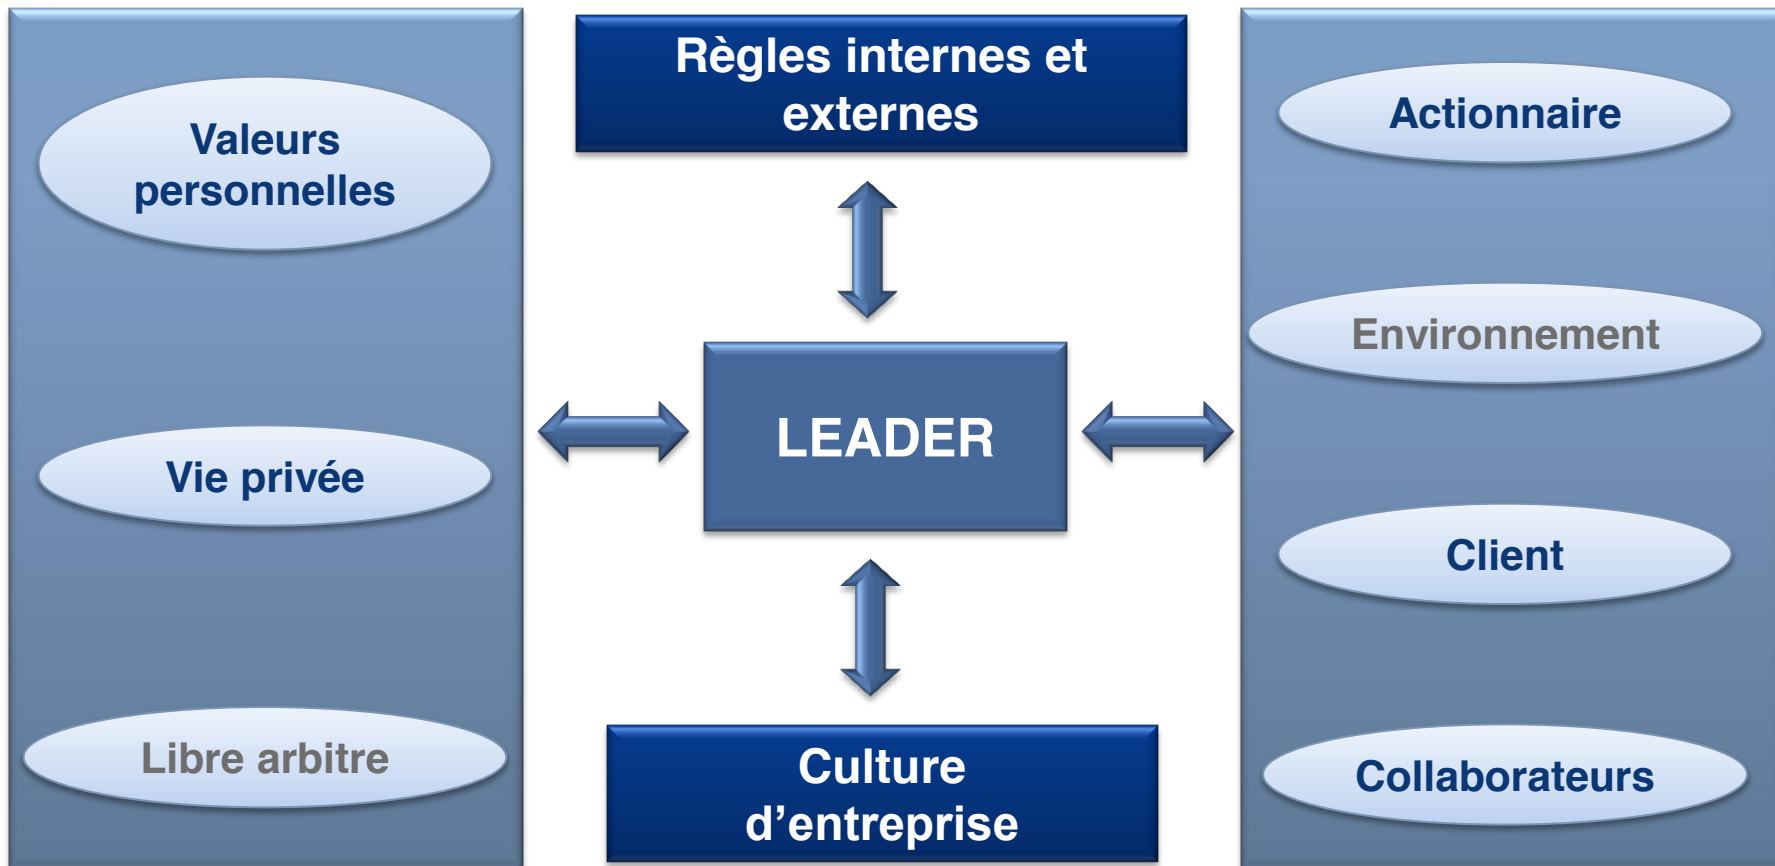 Valeurs
personnelles
Vie privée
Libre arbitre
Règles internes et
externes
LEADER
Culture
d’entreprise
Actionnaire
Environnement
Client
Collaborateurs